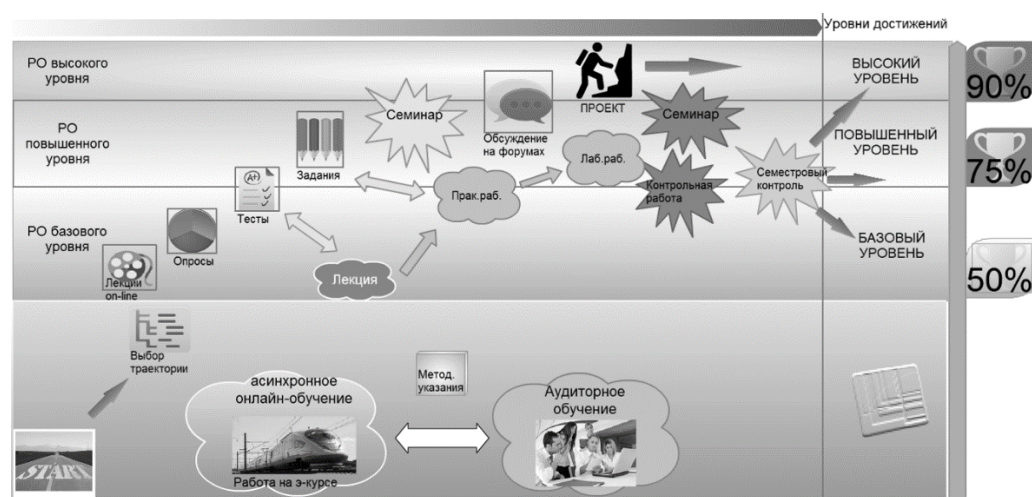 Уровни достижений
РО высокого
уровня
ПРОЕКТ
ВЫСОКИЙ
УРОВЕНЬ
90%
РО
повышенного
уровня
Задания
Семинар
Обсуждение
на форумах
Лаб.раб.
Семинар
ПОВЫШЕННЫЙ
УРОВЕНЬ
75%
A+
Тесты
Прак.раб.
Контрольная
работа
Семестровый
контроль
РО базового
уровня
Опросы
Лекции
on-line
Лекция
БАЗОВЫЙ
УРОВЕНЬ
50%
Выбор
траектории
Метод.
указания
асинхронное
онлайн-обучение
Работа на э-курсе
Аудиторное
обучение
START